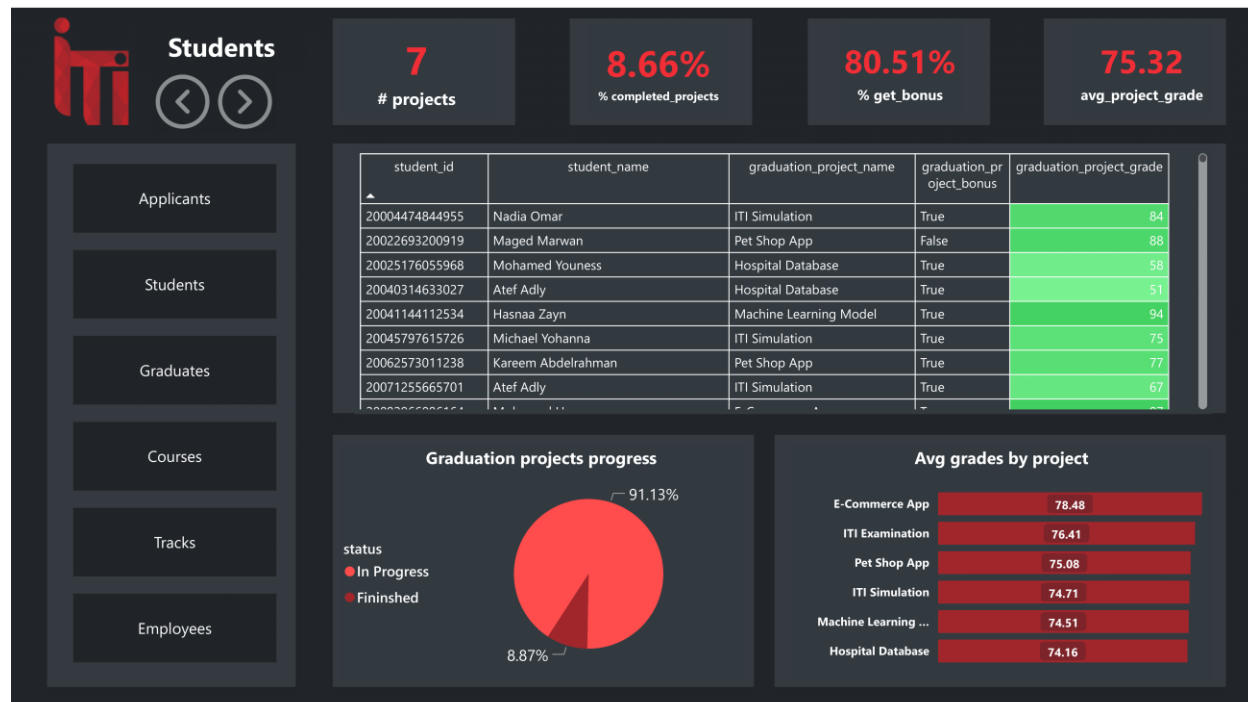 iTi
Students
7
# projects
8.66%
% completed_projects
80.51%
% get_bonus
75.32
avg_project_grade
Applicants
Students
Graduates
Courses
Tracks
Employees
student_id student_name graduation_project_name graduation_pr graduation_project_grade
oject_bonus
20004474844955 Nadia Omar ITI Simulation True 84
20022693200919 Maged Marwan Pet Shop App False 88
20025176055968 Mohamed Youness Hospital Database True 58
20040314633027 Atef Adly Hospital Database True 51
20041144112534 Hasnaa Zayn Machine Learning Model True 94
20045797615726 Michael Yohanna ITI Simulation True 75
20062573011238 Kareem Abdelrahman Pet Shop App True 77
20071255665701 Atef Adly ITI Simulation True 67
Graduation projects progress
91.13%
status
In Progress
Fininshed
8.87%
Avg grades by project
E-Commerce App 78.48
ITI Examination 76.41
Pet Shop App 75.08
ITI Simulation 74.71
Machine Learning ... 74.51
Hospital Database 74.16